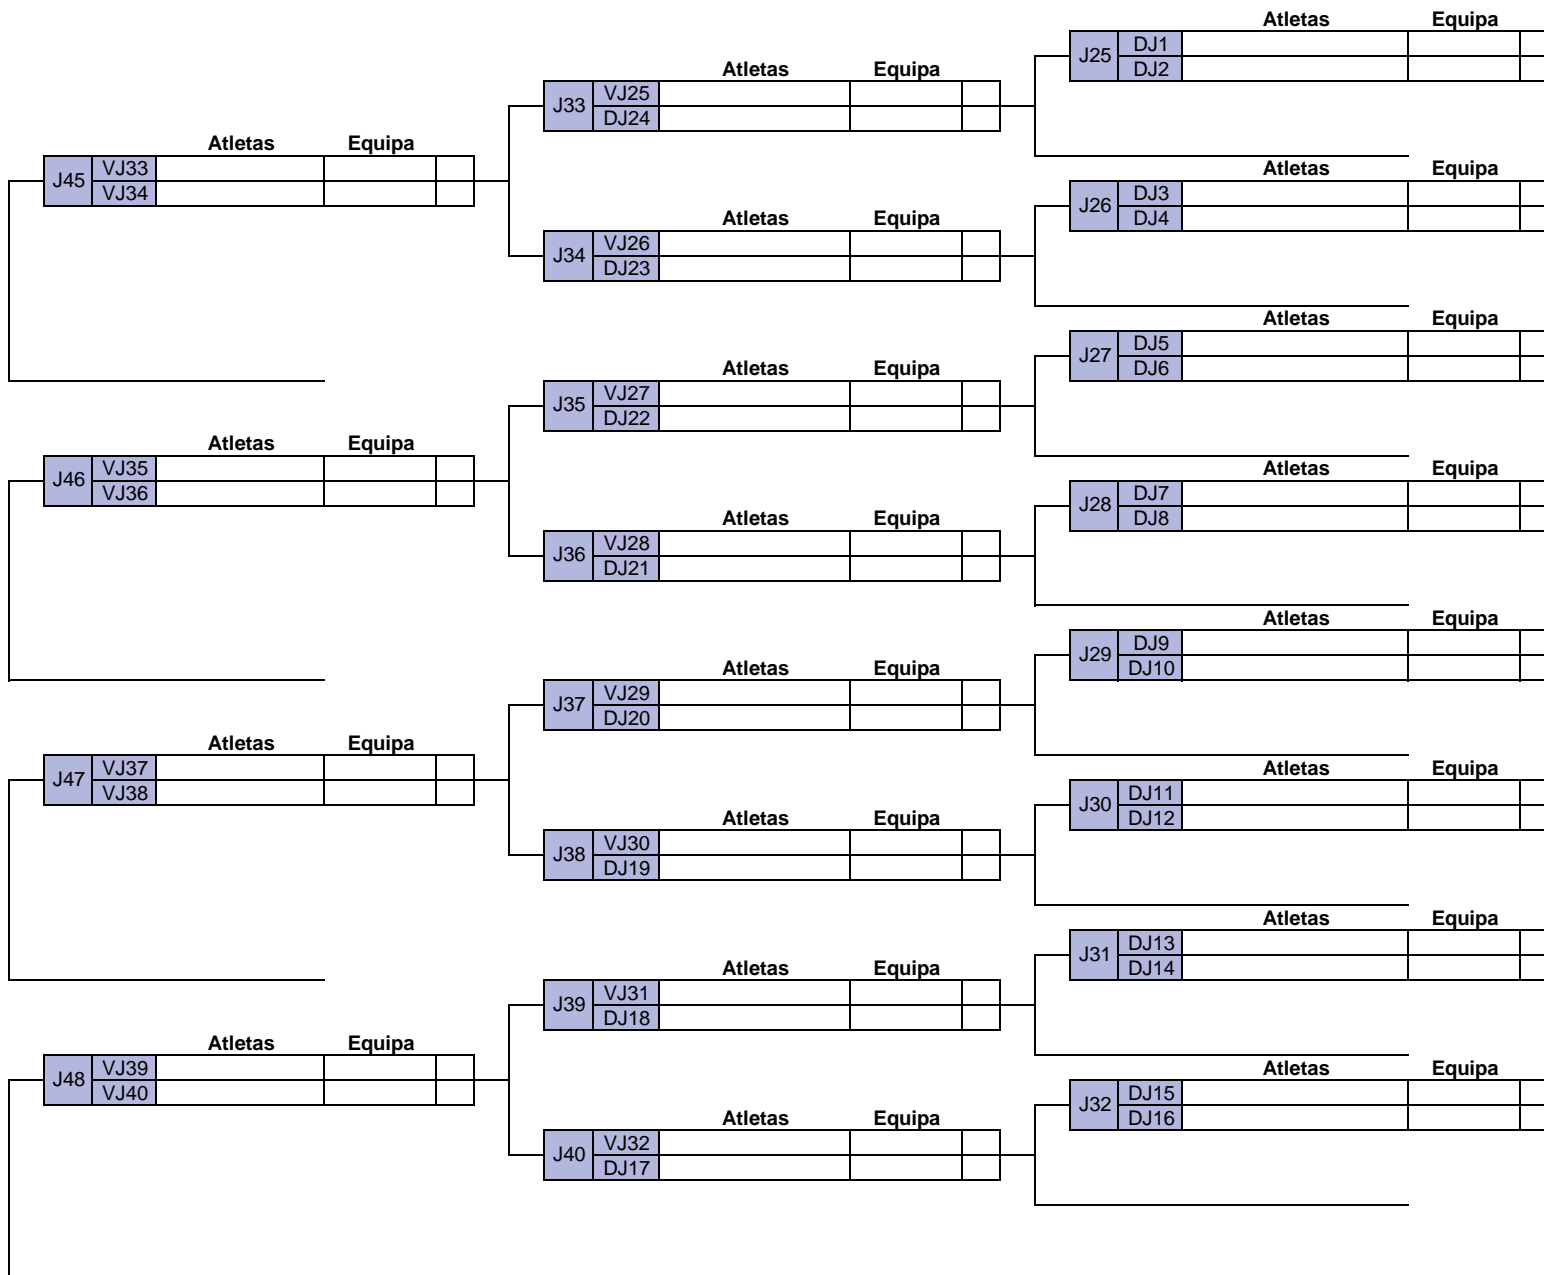 Atletas Equipa
J25 DJ1
DJ2
Atletas Equipa
J33 VJ25
DJ24
Atletas Equipa
J45 VJ33
VJ34
Atletas Equipa
J26 DJ3
DJ4
Atletas Equipa
J34 VJ26
DJ23
Atletas Equipa
J27 DJ5
DJ6
Atletas Equipa
J35 VJ27
DJ22
Atletas Equipa
J46 VJ35
VJ36
Atletas Equipa
J28 DJ7
DJ8
Atletas Equipa
J36 VJ28
DJ21
Atletas Equipa
J29 DJ9
DJ10
Atletas Equipa
J37 VJ29
DJ20
Atletas Equipa
J47 VJ37
VJ38
Atletas Equipa
J30 DJ11
DJ12
Atletas Equipa
J38 VJ30
DJ19
Atletas Equipa
J31 DJ13
DJ14
Atletas Equipa
J39 VJ31
DJ18
Atletas Equipa
J48 VJ39
VJ40
Atletas Equipa
J32 DJ15
DJ16
Atletas Equipa
J40 VJ32
DJ17